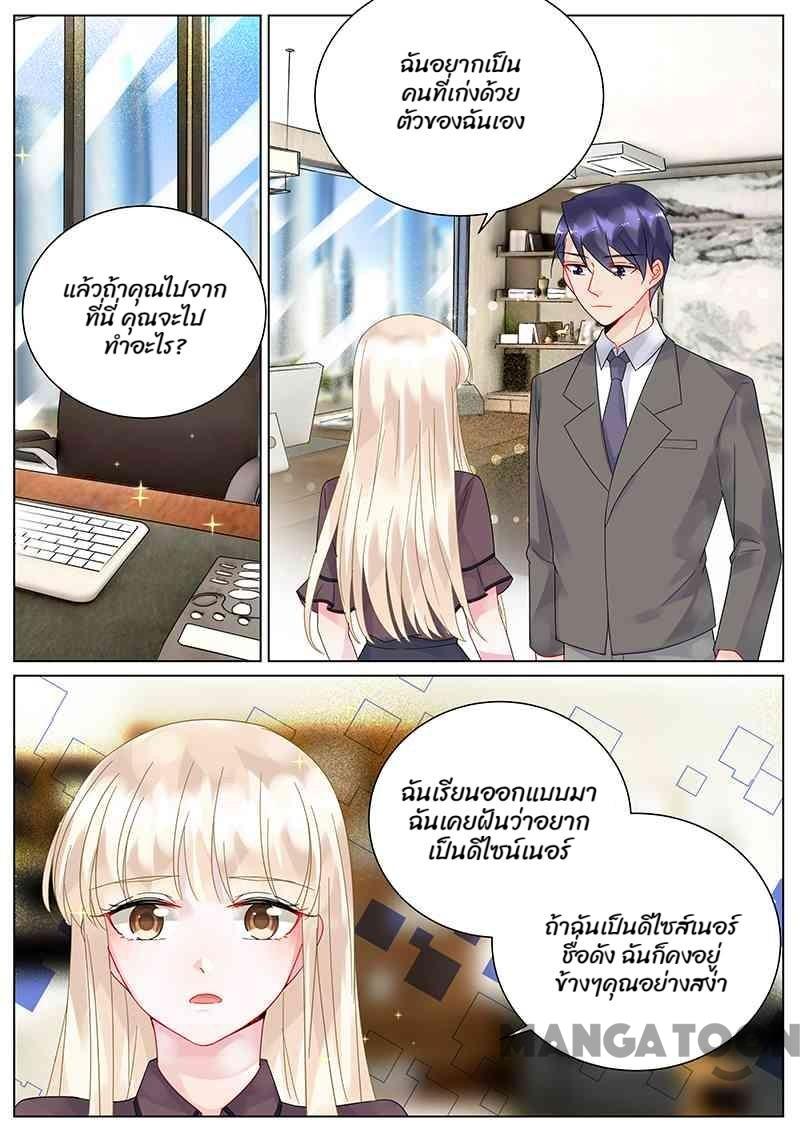 แล้วถ้าคุณไปจาก
ที่นี่ คุณจะไป
ทำอะไร?
ฉันอยากเป็น
คนที่เก่งด้วย
ตัวของฉันเอง
ฉันเรียนออกแบบมา
ฉันเคยฝันว่าอยาก
เป็นดีไซน์เนอร์
ถ้าฉันเป็นดีไซส์เนอร์
ชื่อดัง ฉันก็คงอยู่
ข้างๆคุณอย่างสง่า
MANGATOON